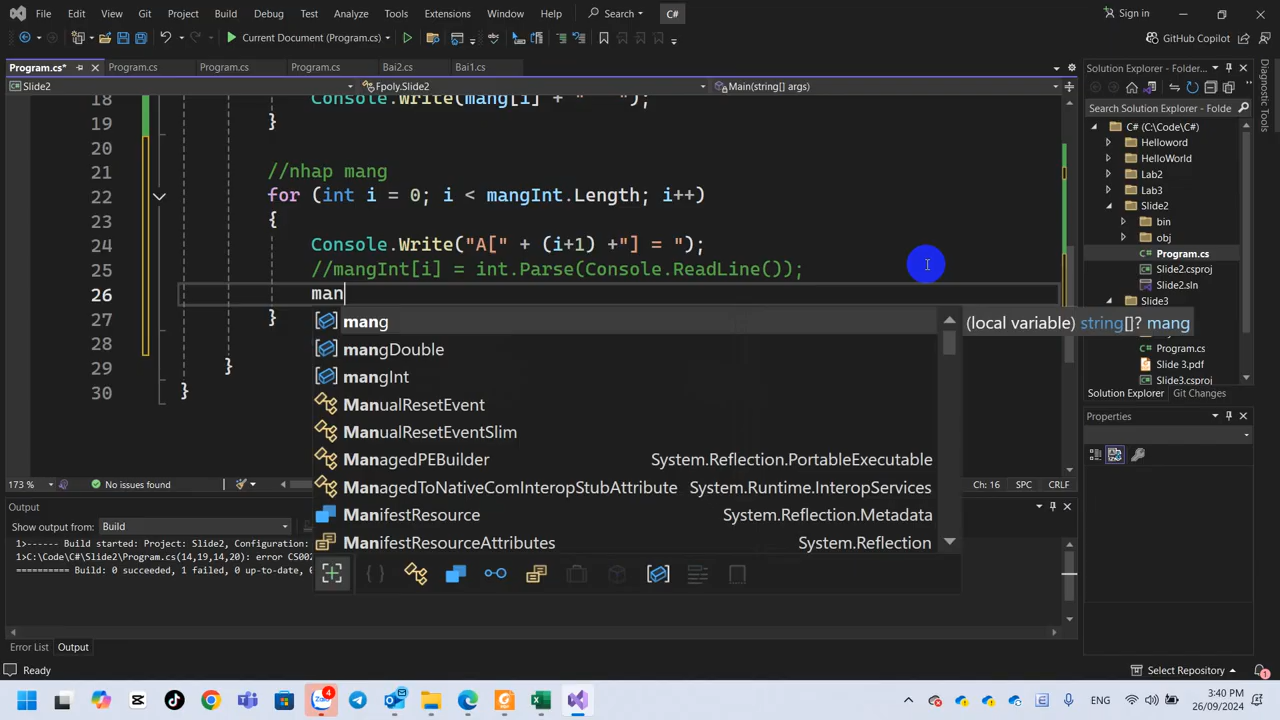 File Edit View Git Project Build Debug Test Analyze Tools Extensions Window Help Search C# Sign in
Current Document (Program.cs) GitHub Copilot
Program.cs* Program.cs Program.cs Program.cs Bai2.cs Bai1.cs
Slide2 Fpoly.Slide2 Main(string[] args)
18 Console.Write(mang[i] + "   ");
19 }
20
21 //nhap mang
22 for (int i = 0; i < mangInt.Length; i++)
23 {
24 Console.Write("A[" + (i+1) +"] = ");
25 //mangInt[i] = int.Parse(Console.ReadLine());
26 man
27 }
28
29 }
30 }
mang
mangDouble
mangInt
ManualResetEvent
ManualResetEventSlim
ManagedPEBuilder System.Reflection.PortableExecutable
ManagedToNativeComInteropStubAttribute System.Runtime.InteropServices
ManifestResource System.Reflection.Metadata
ManifestResourceAttributes System.Reflection
(local variable) string[]? mang
173 % No issues found Ch: 16 SPC CRLF
Output
Show output from: Build
1>------ Build started: Project: Slide2, Configuration:
1>C:\Code\C#\Slide2\Program.cs(14,19,14,20): error CS002
========== Build: 0 succeeded, 1 failed, 0 up-to-date, 0
Error List Output
Ready Select Repository
Solution Explorer - Folder...
Search Solution Explorer - Folde
C# (C:\Code\C#)
Helloword
HelloWorld
Lab2
Lab3
Slide2
bin
obj
Program.cs
Slide2.csproj
Slide2.sln
Slide3
Program.cs
Slide 3.pdf
Slide3.csproj
Solution Explorer Git Changes
Properties
Diagnostic Tools
4
ENG
3:40 PM
26/09/2024
1